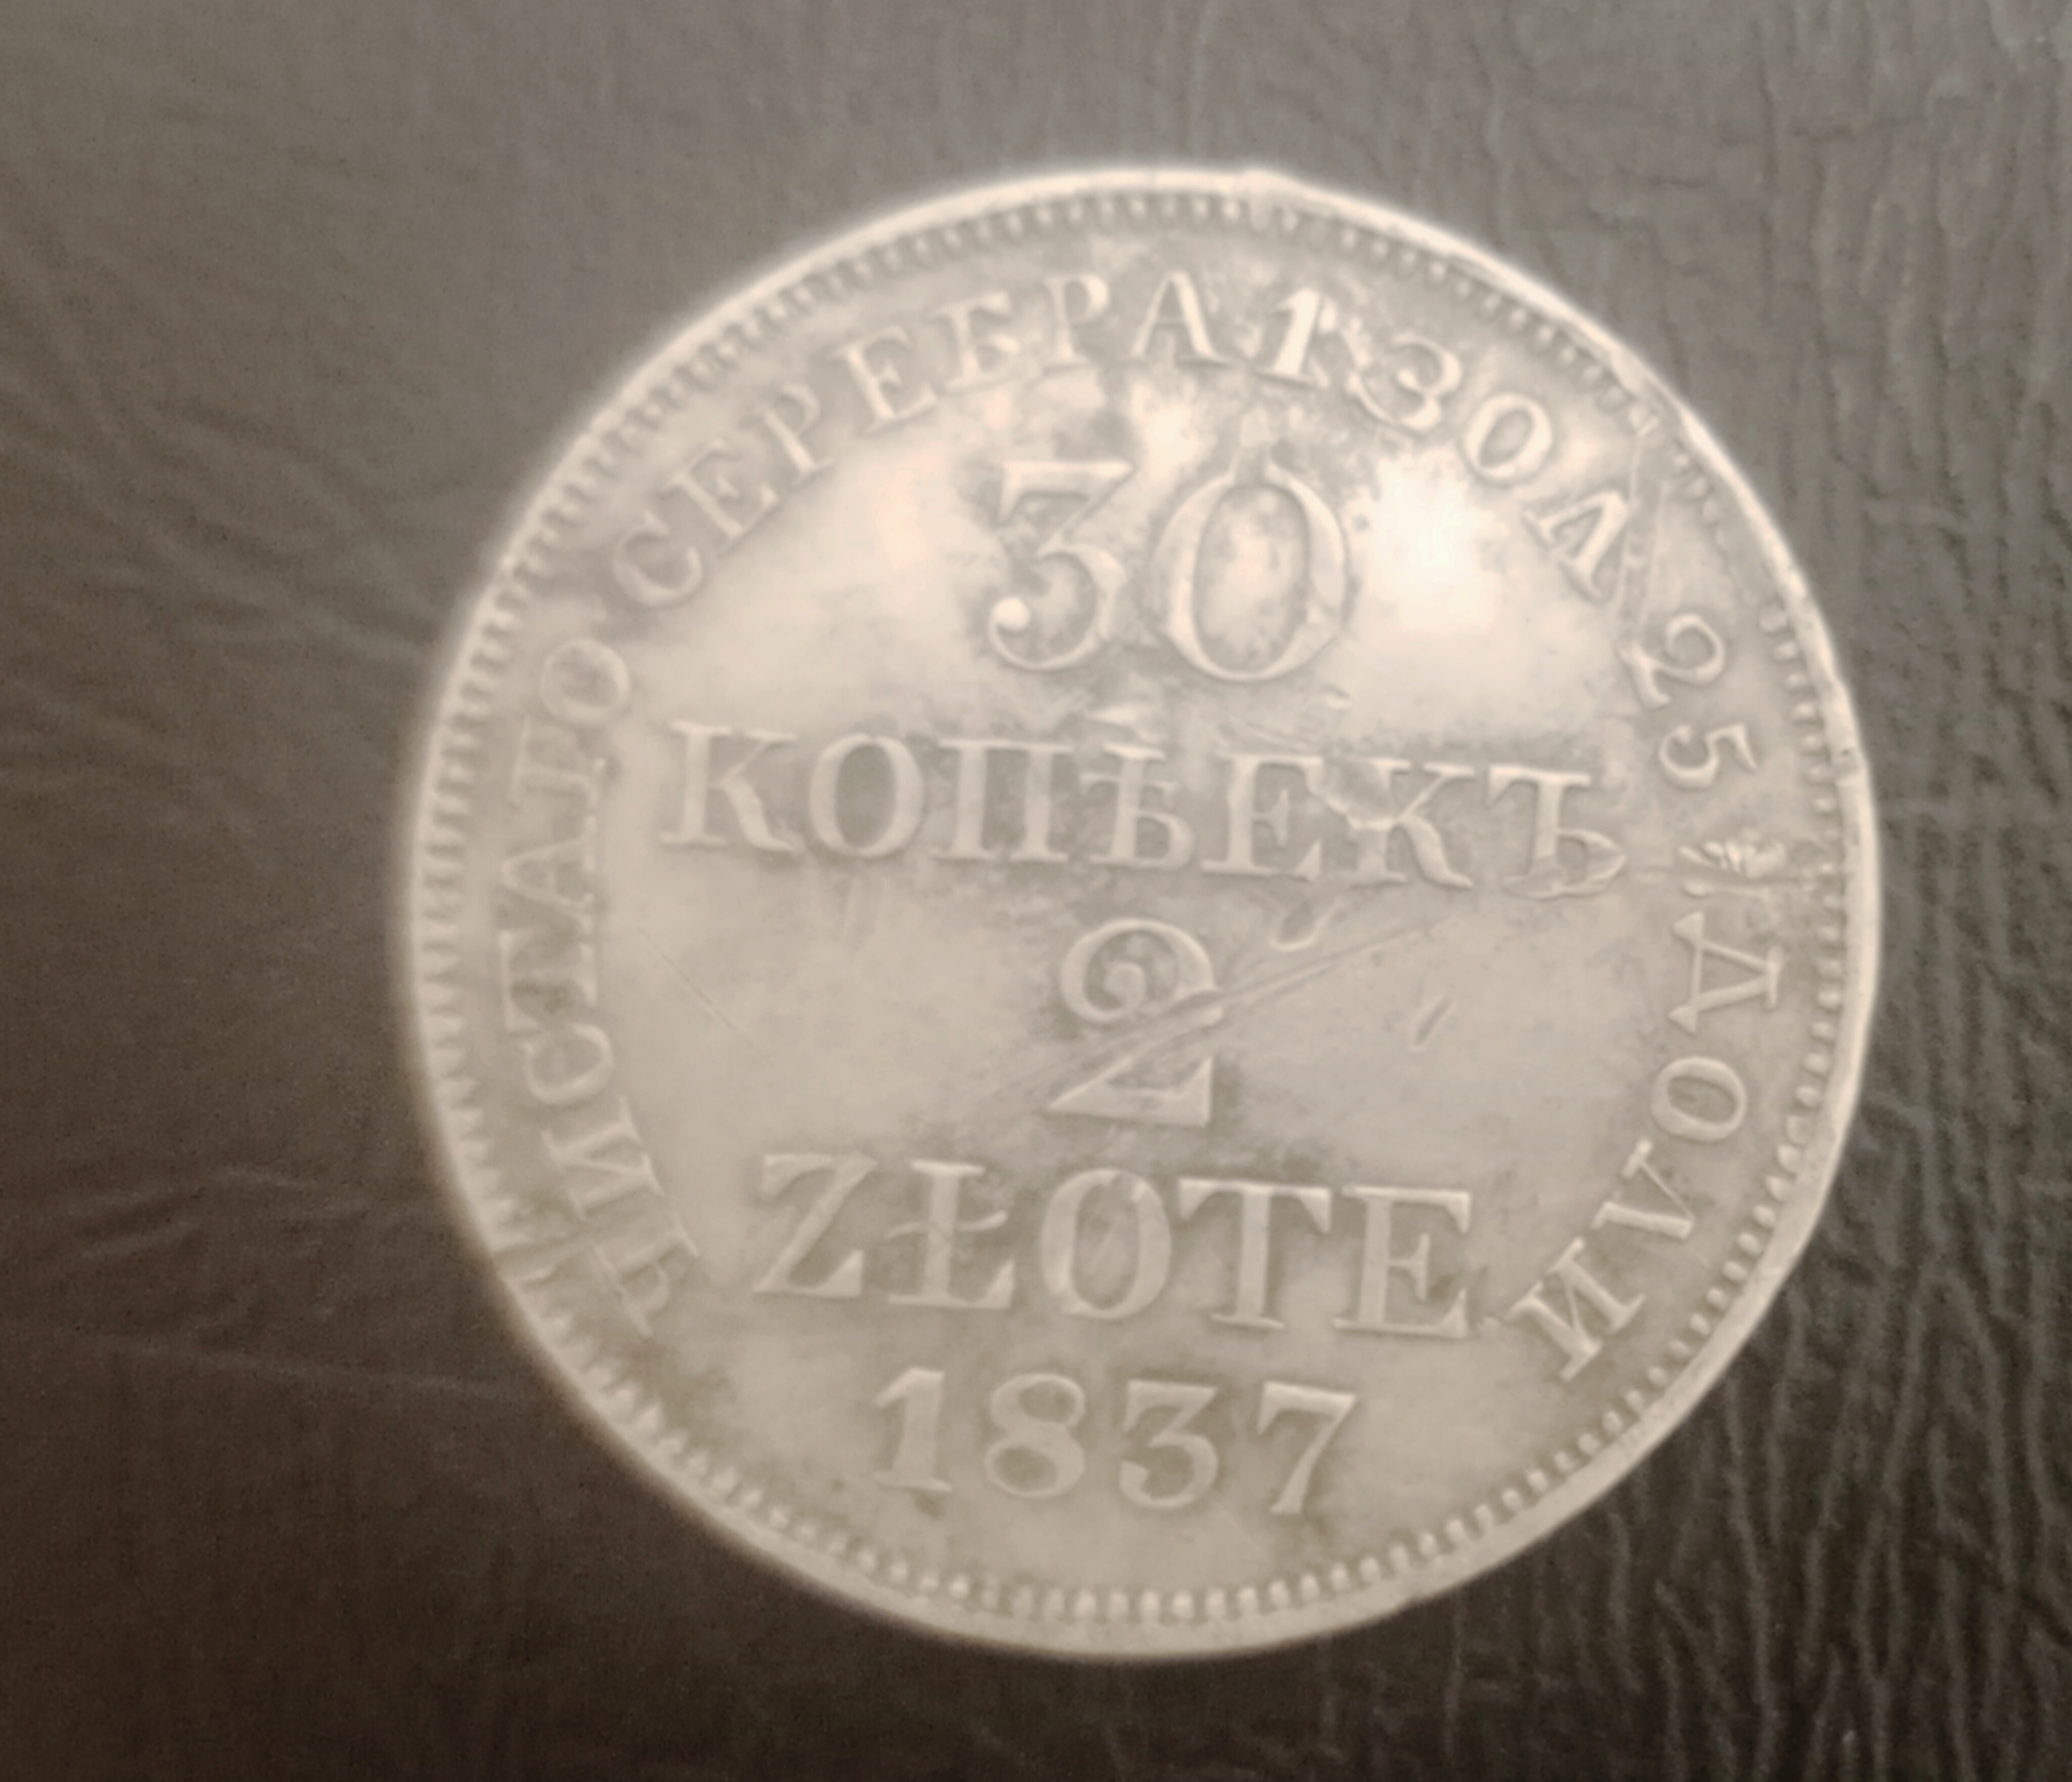 ЧИСТАГО СЕРЕБРА 1 ЗОЛ 25 ДОЛИ
30
КОПѢЕКЪ
2
ZŁOTE
1837